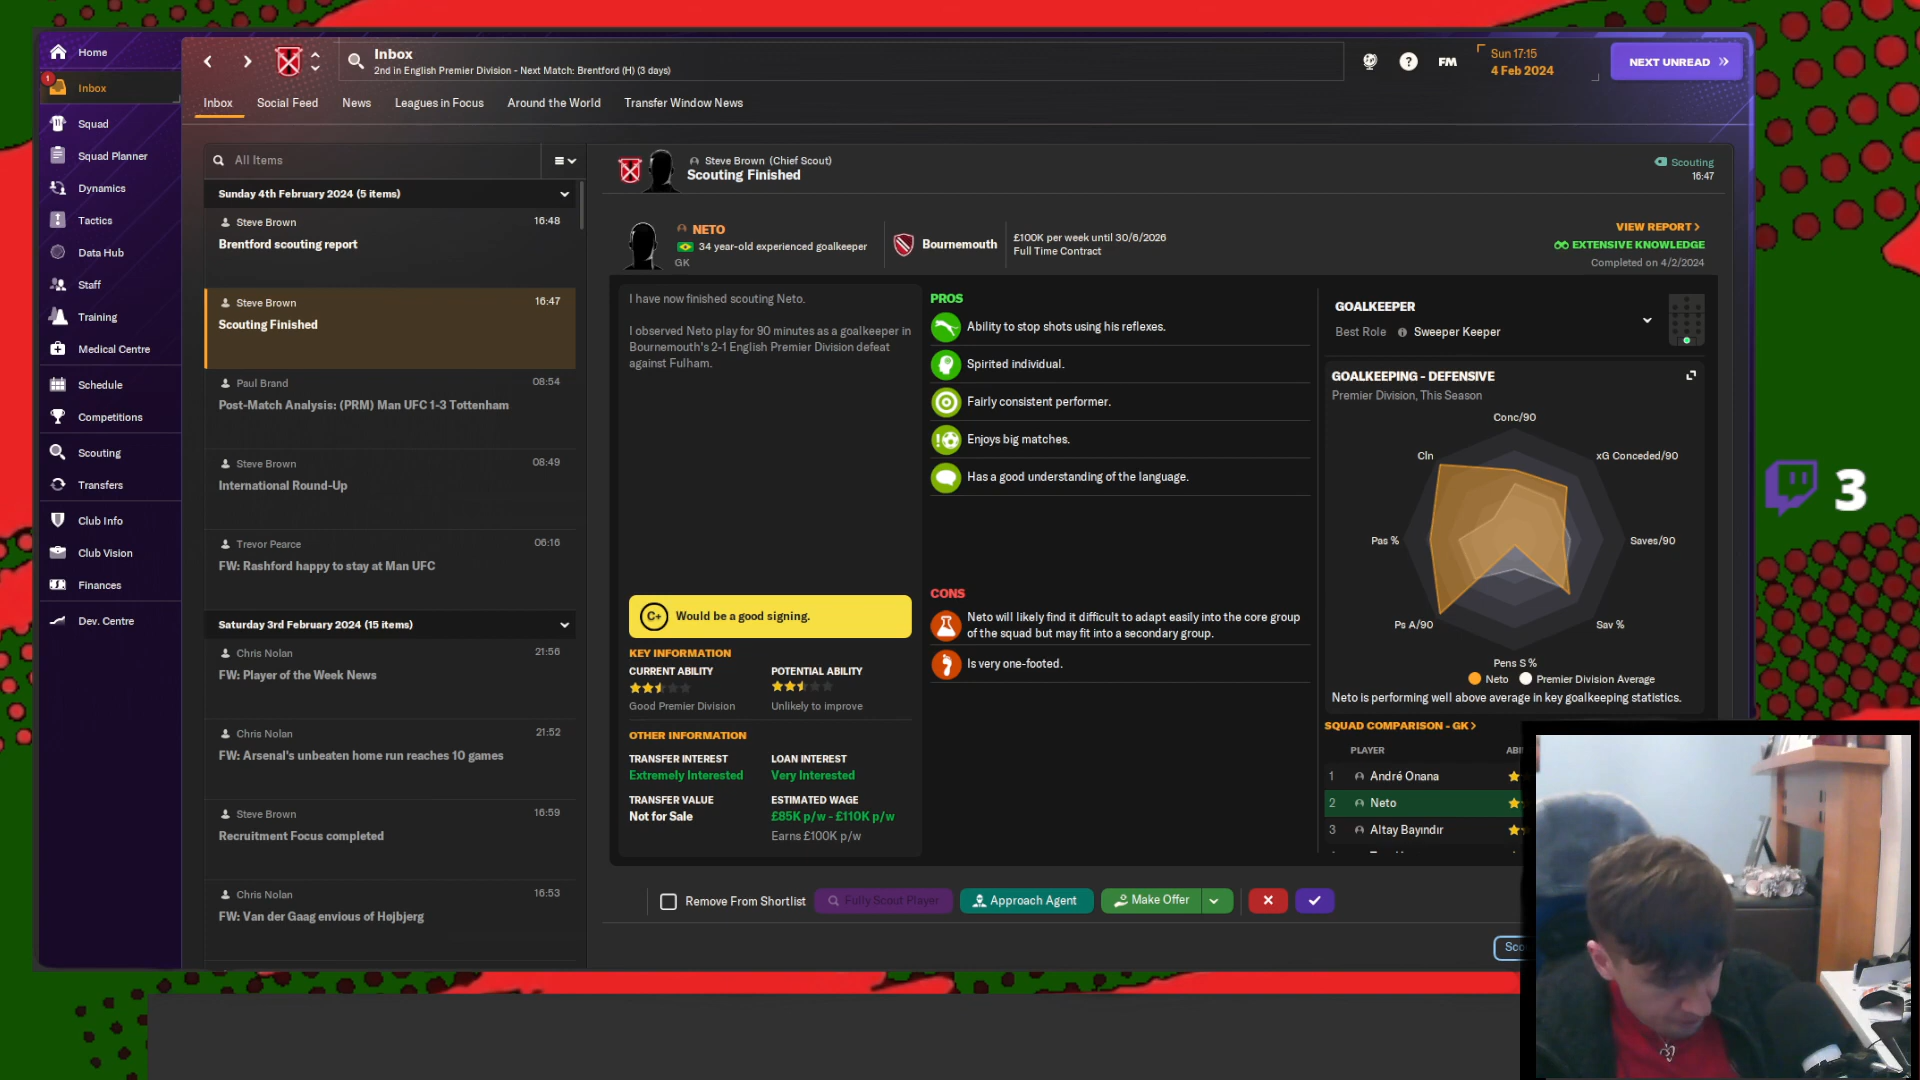 Home
1
Inbox
Squad
Squad Planner
Dynamics
Tactics
Data Hub
Staff
Training
Medical Centre
Schedule
Competitions
Scouting
Transfers
Club Info
Club Vision
Finances
Dev. Centre
Inbox
2nd in English Premier Division - Next Match: Brentford (H) (3 days)
?
FM
Sun 17:15
4 Feb 2024
NEXT UNREAD
Inbox
Social Feed
News
Leagues in Focus
Around the World
Transfer Window News
All Items
Sunday 4th February 2024 (5 items)
Steve Brown 16:48
Brentford scouting report
Steve Brown 16:47
Scouting Finished
Paul Brand 08:54
Post-Match Analysis: (PRM) Man UFC 1-3 Tottenham
Steve Brown 08:49
International Round-Up
Trevor Pearce 06:16
FW: Rashford happy to stay at Man UFC
Saturday 3rd February 2024 (15 items)
Chris Nolan 21:56
FW: Player of the Week News
Chris Nolan 21:52
FW: Arsenal's unbeaten home run reaches 10 games
Steve Brown 16:59
Recruitment Focus completed
Chris Nolan 16:53
FW: Van der Gaag envious of Højbjerg
Steve Brown (Chief Scout)
Scouting Finished
Scouting
16:47
NETO
34 year-old experienced goalkeeper
GK
Bournemouth
£100K per week until 30/6/2026
Full Time Contract
VIEW REPORT >
EXTENSIVE KNOWLEDGE
Completed on 4/2/2024
I have now finished scouting Neto.
I observed Neto play for 90 minutes as a goalkeeper in
Bournemouth's 2-1 English Premier Division defeat
against Fulham.
C+ Would be a good signing.
KEY INFORMATION
CURRENT ABILITY
Good Premier Division
POTENTIAL ABILITY
Unlikely to improve
OTHER INFORMATION
TRANSFER INTEREST
Extremely Interested
LOAN INTEREST
Very Interested
TRANSFER VALUE
Not for Sale
ESTIMATED WAGE
£85K p/w - £110K p/w
Earns £100K p/w
PROS
Ability to stop shots using his reflexes.
Spirited individual.
Fairly consistent performer.
Enjoys big matches.
Has a good understanding of the language.
CONS
Neto will likely find it difficult to adapt easily into the core group
of the squad but may fit into a secondary group.
Is very one-footed.
GOALKEEPER
Best Role Sweeper Keeper
GOALKEEPING - DEFENSIVE
Premier Division, This Season
Conc/90
Cln
xG Conceded/90
Pas %
Saves/90
Ps A/90
Sav %
Pens S %
Neto
Premier Division Average
Neto is performing well above average in key goalkeeping statistics.
SQUAD COMPARISON - GK >
PLAYER
1 André Onana
2 Neto
3 Altay Bayındır
Remove From Shortlist
Fully Scout Player
Approach Agent
Make Offer
3